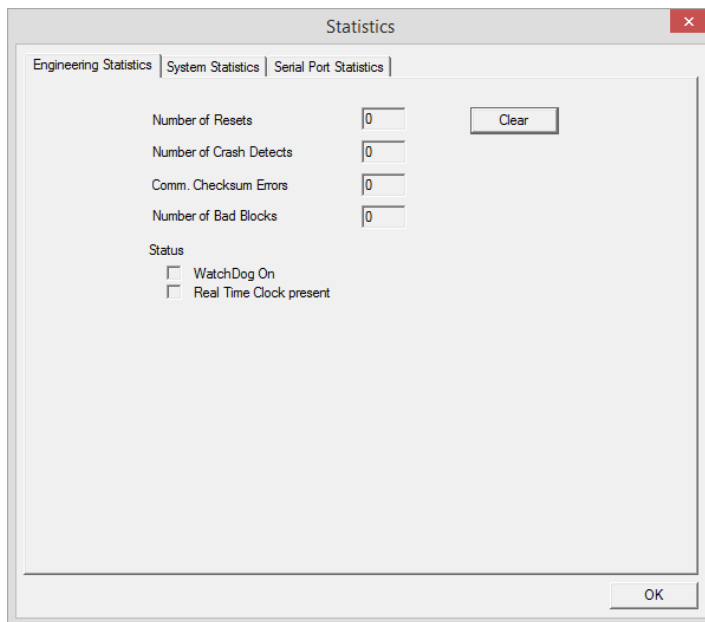 Statistics
Engineering Statistics System Statistics Serial Port Statistics
Number of Resets 0 Clear
Number of Crash Detects 0
Comm. Checksum Errors 0
Number of Bad Blocks 0
Status
WatchDog On
Real Time Clock present
OK